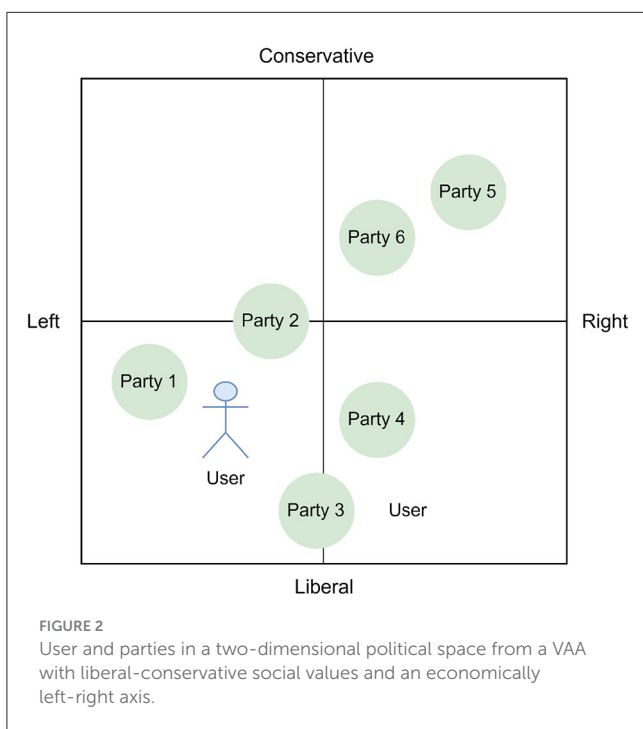 Conservative
Party 5
Party 6
Left
Party 2
Right
Party 1
Party 4
User
Party 3
User
Liberal
FIGURE 2
User and parties in a two-dimensional political space from a VAA
with liberal-conservative social values and an economically
left-right axis.